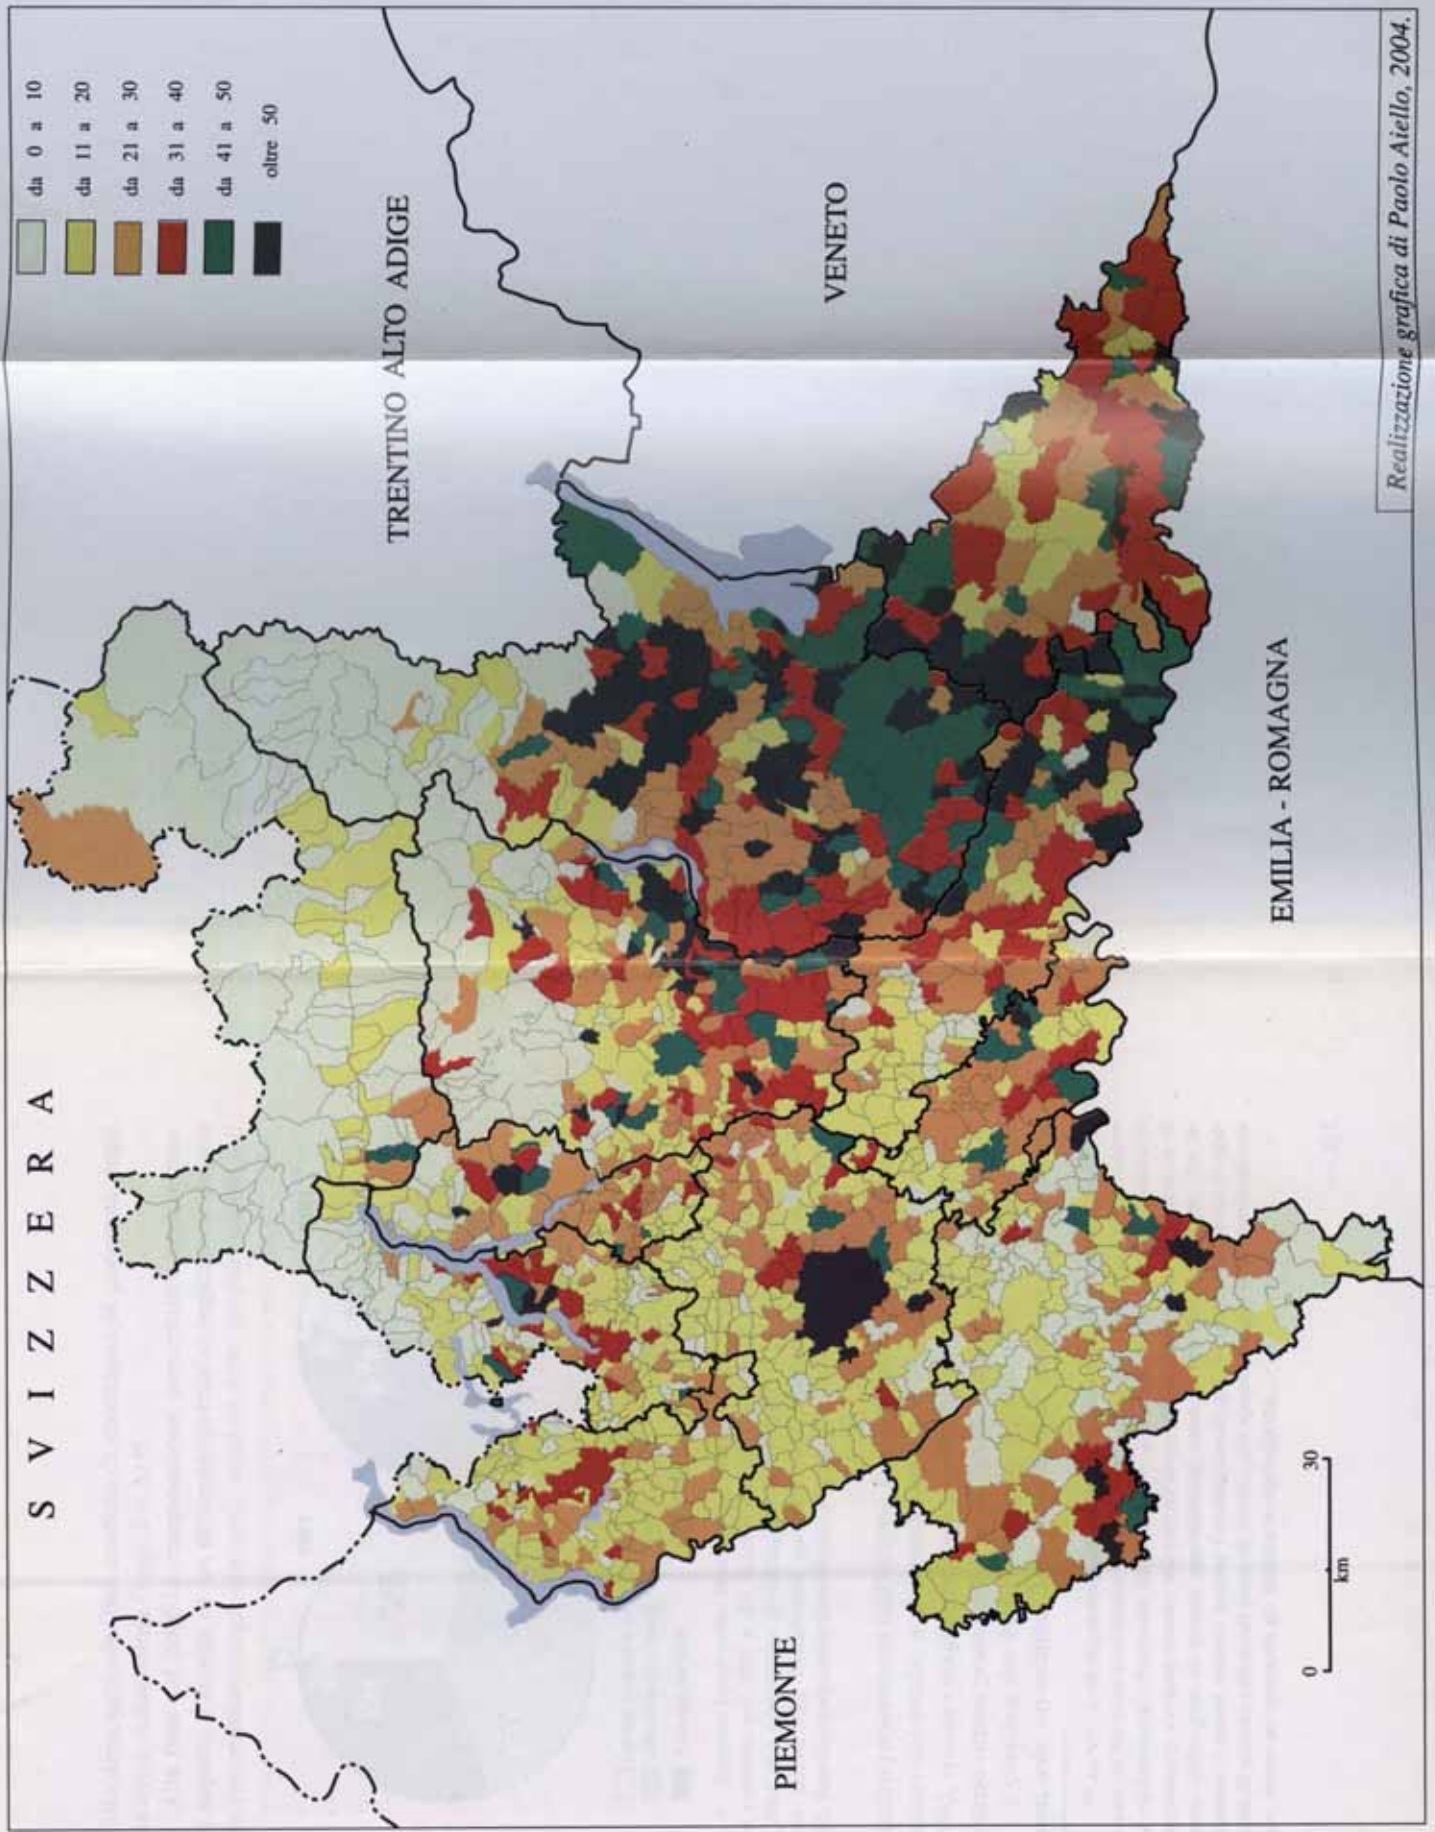 S V I Z Z E R A
da 0 a 10
da 11 a 20
da 21 a 30
da 31 a 40
da 41 a 50
oltre 50
TRENTINO ALTO ADIGE
VENETO
PIEMONTE
EMILIA - ROMAGNA
0 30
km
Realizzazione grafica di Paolo Aiello, 2004.